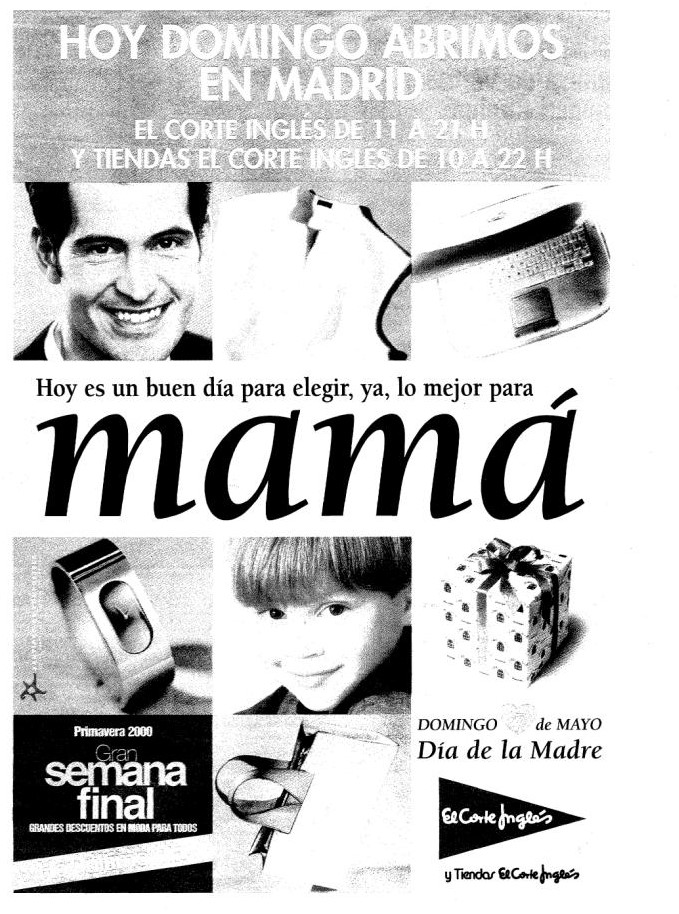 HOY DOMINGO ABRIMOS
EN MADRID
EL CORTE INGLÉS DE 11 A 21 H
Y TIENDAS EL CORTE INGLÉS DE 10 A 22 H
Hoy es un buen día para elegir, ya, lo mejor para
mamá
Primavera 2000
Gran
semana
final
GRANDES DESCUENTOS EN MODA PARA TODOS
DOMINGO de MAYO
Día de la Madre
El Corte Inglés
y Tiendas El Corte Inglés